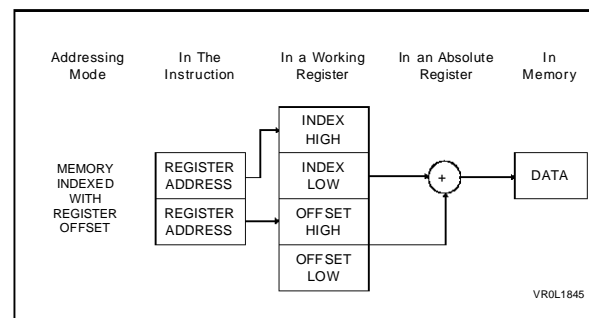 Addressing
Mode
In The
Instruction
In a Working
Register
In an Absolute
Register
In
Memory
MEMORY
INDEXED
WITH
REGISTER
OFFSET
REGISTER
ADDRESS
REGISTER
ADDRESS
INDEX
HIGH
INDEX
LOW
OFFSET
HIGH
OFFSET
LOW
+
DATA
VR0L1845